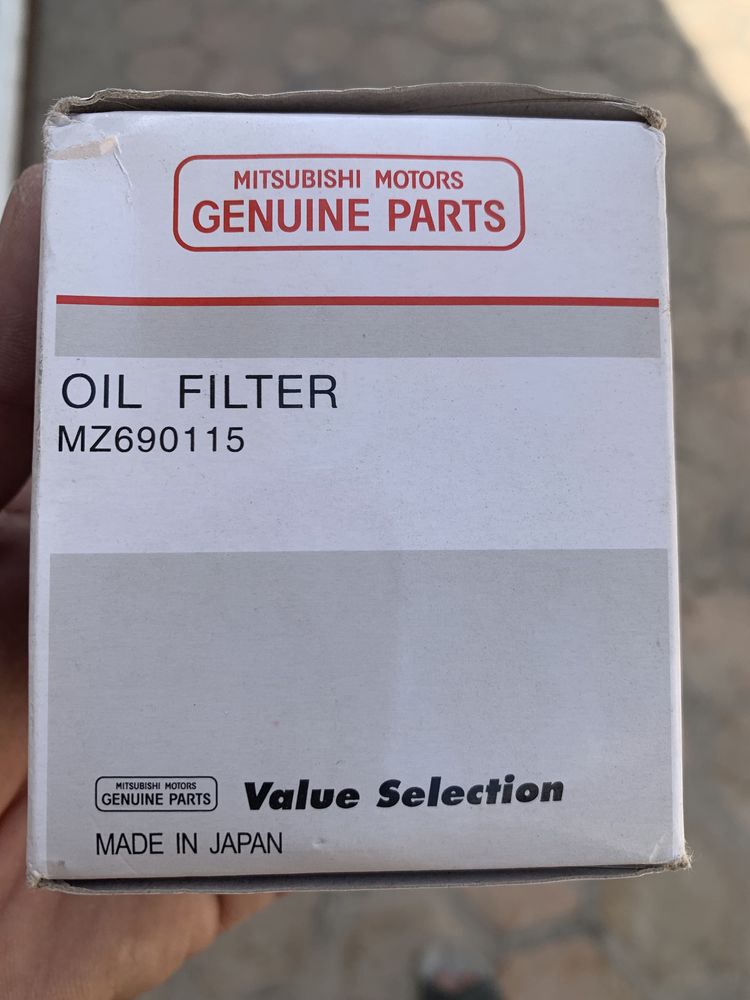 MITSUBISHI MOTORS
GENUINE PARTS
OIL FILTER
MZ690115
MITSUBISHI MOTORS
GENUINE PARTS
Value Selection
MADE IN JAPAN